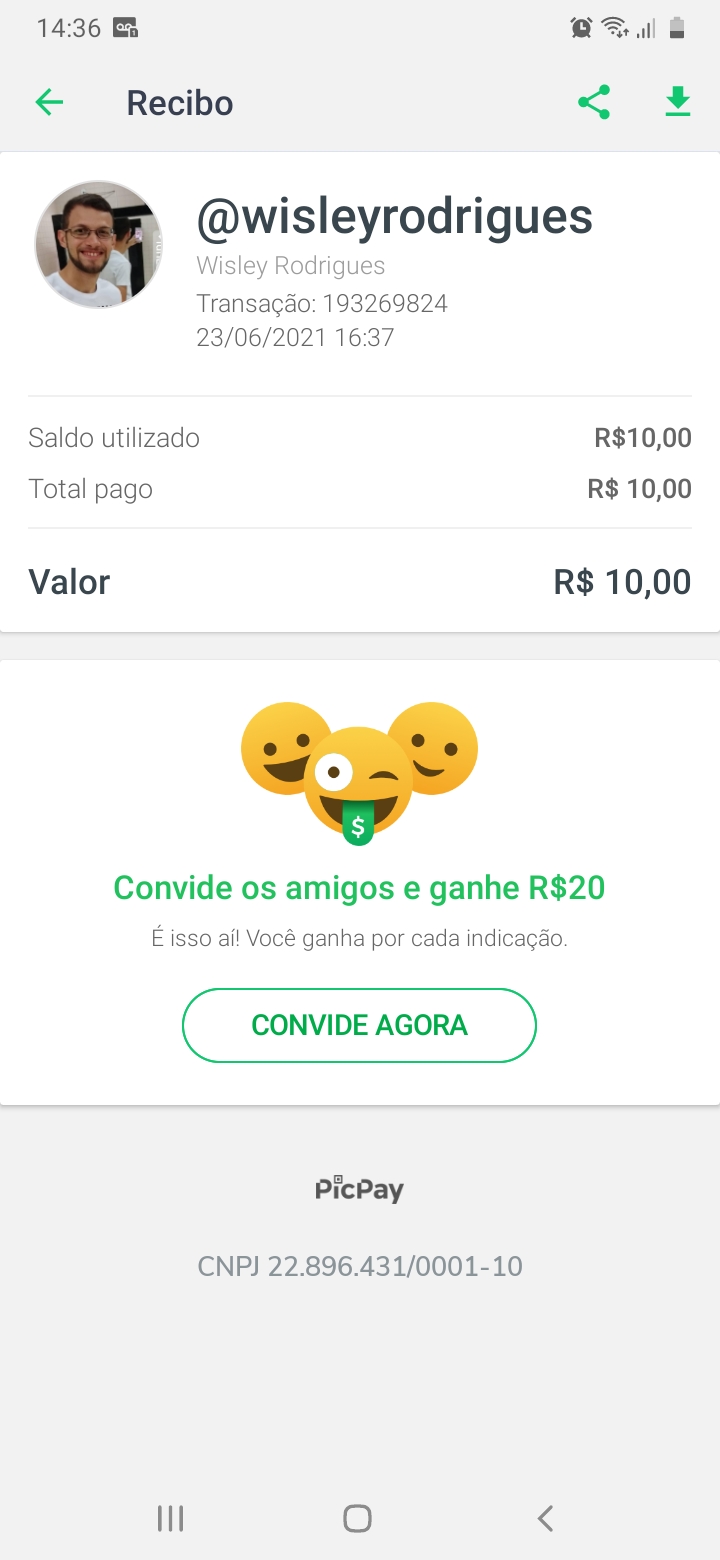 14:36
Recibo
@wisleyrodrigues
Wisley Rodrigues
Transação: 193269824
23/06/2021 16:37
Saldo utilizado R$10,00
Total pago R$ 10,00
Valor R$ 10,00
$
Convide os amigos e ganhe R$20
É isso aí! Você ganha por cada indicação.
CONVIDE AGORA
PicPay
CNPJ 22.896.431/0001-10